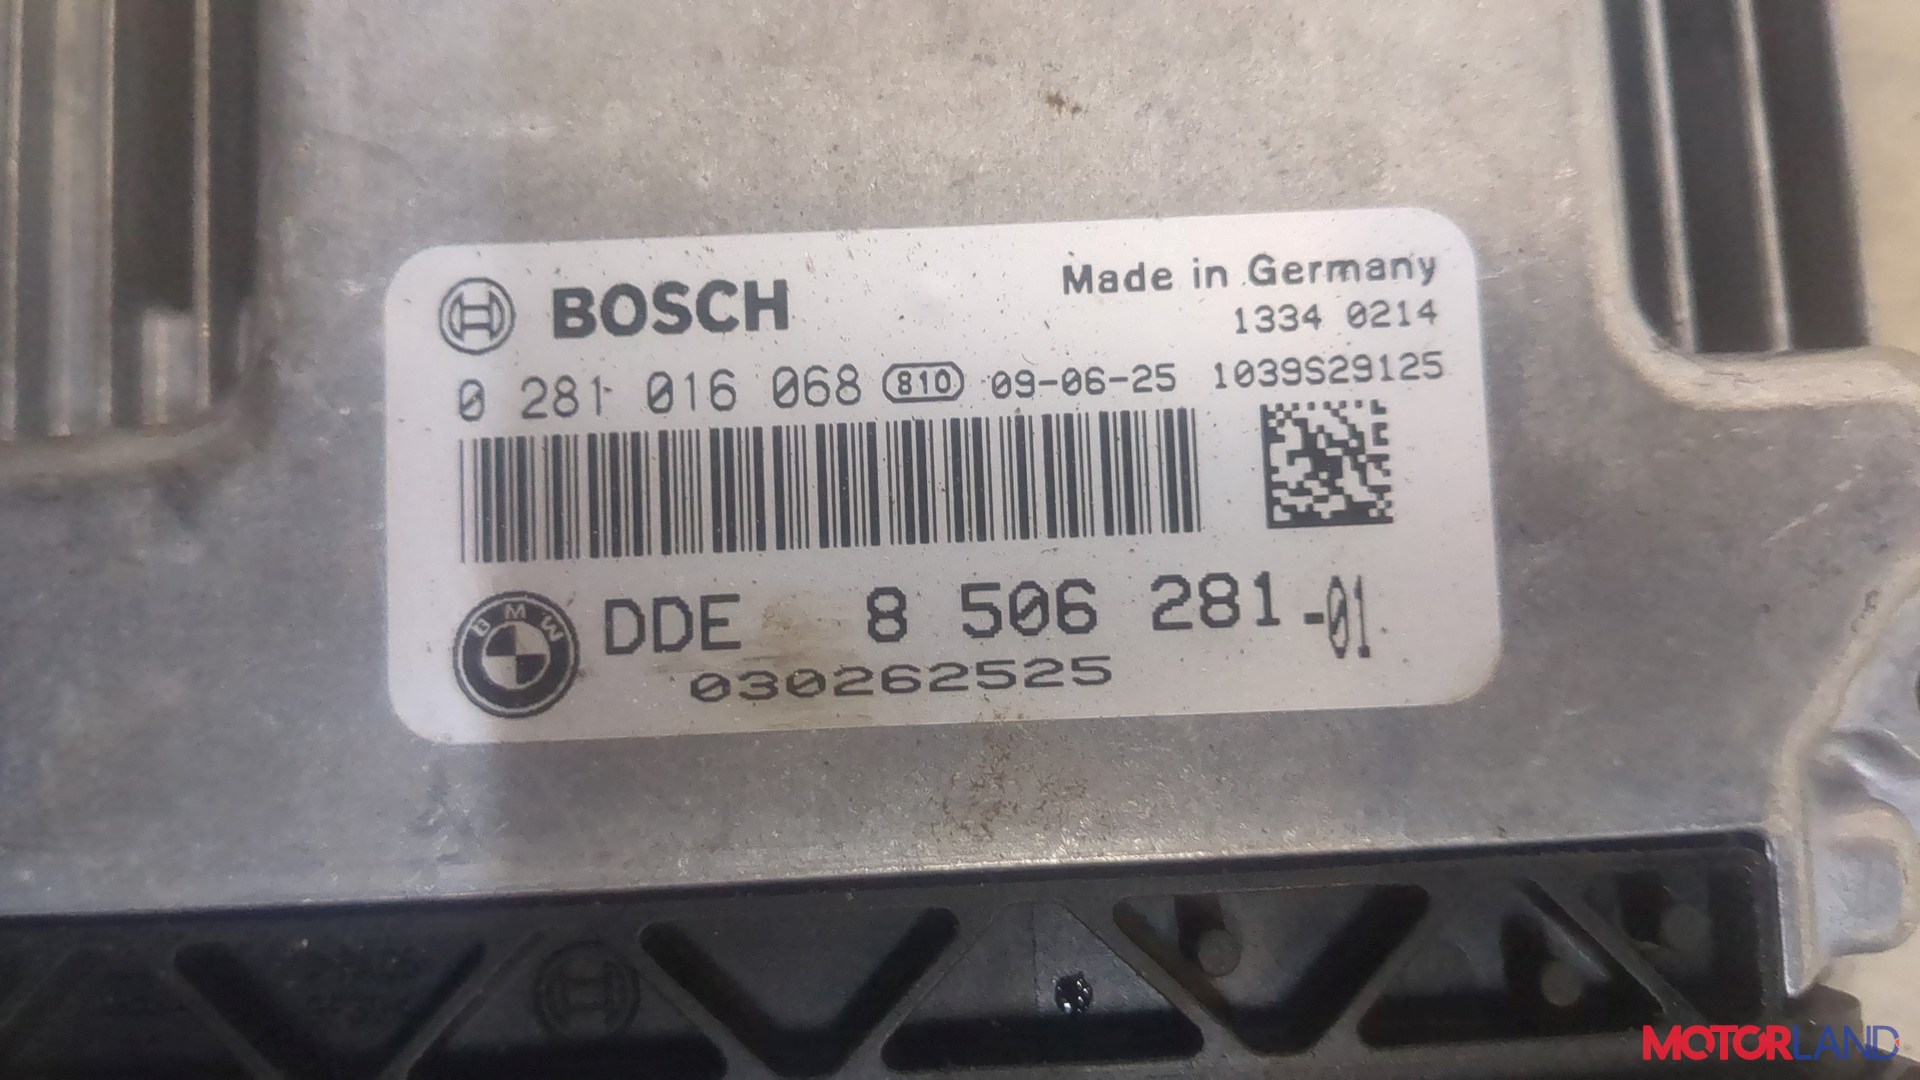 BOSCH
Made in Germany
1334 0214
0 281 016 068 810 09-06-25 1039S29125
BMW DDE 8 506 281-01
030262525
MOTORLAND